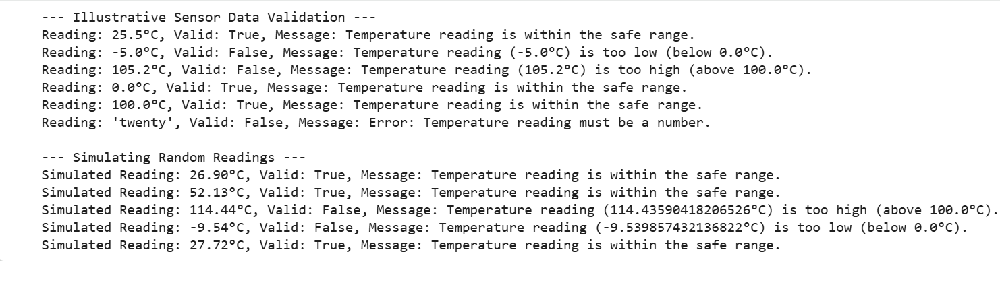 --- Illustrative Sensor Data Validation ---
Reading: 25.5°C, Valid: True, Message: Temperature reading is within the safe range.
Reading: -5.0°C, Valid: False, Message: Temperature reading (-5.0°C) is too low (below 0.0°C).
Reading: 105.2°C, Valid: False, Message: Temperature reading (105.2°C) is too high (above 100.0°C).
Reading: 0.0°C, Valid: True, Message: Temperature reading is within the safe range.
Reading: 100.0°C, Valid: True, Message: Temperature reading is within the safe range.
Reading: 'twenty', Valid: False, Message: Error: Temperature reading must be a number.
--- Simulating Random Readings ---
Simulated Reading: 26.90°C, Valid: True, Message: Temperature reading is within the safe range.
Simulated Reading: 52.13°C, Valid: True, Message: Temperature reading is within the safe range.
Simulated Reading: 114.44°C, Valid: False, Message: Temperature reading (114.43590418206526°C) is too high (above 100.0°C).
Simulated Reading: -9.54°C, Valid: False, Message: Temperature reading (-9.539857432136822°C) is too low (below 0.0°C).
Simulated Reading: 27.72°C, Valid: True, Message: Temperature reading is within the safe range.